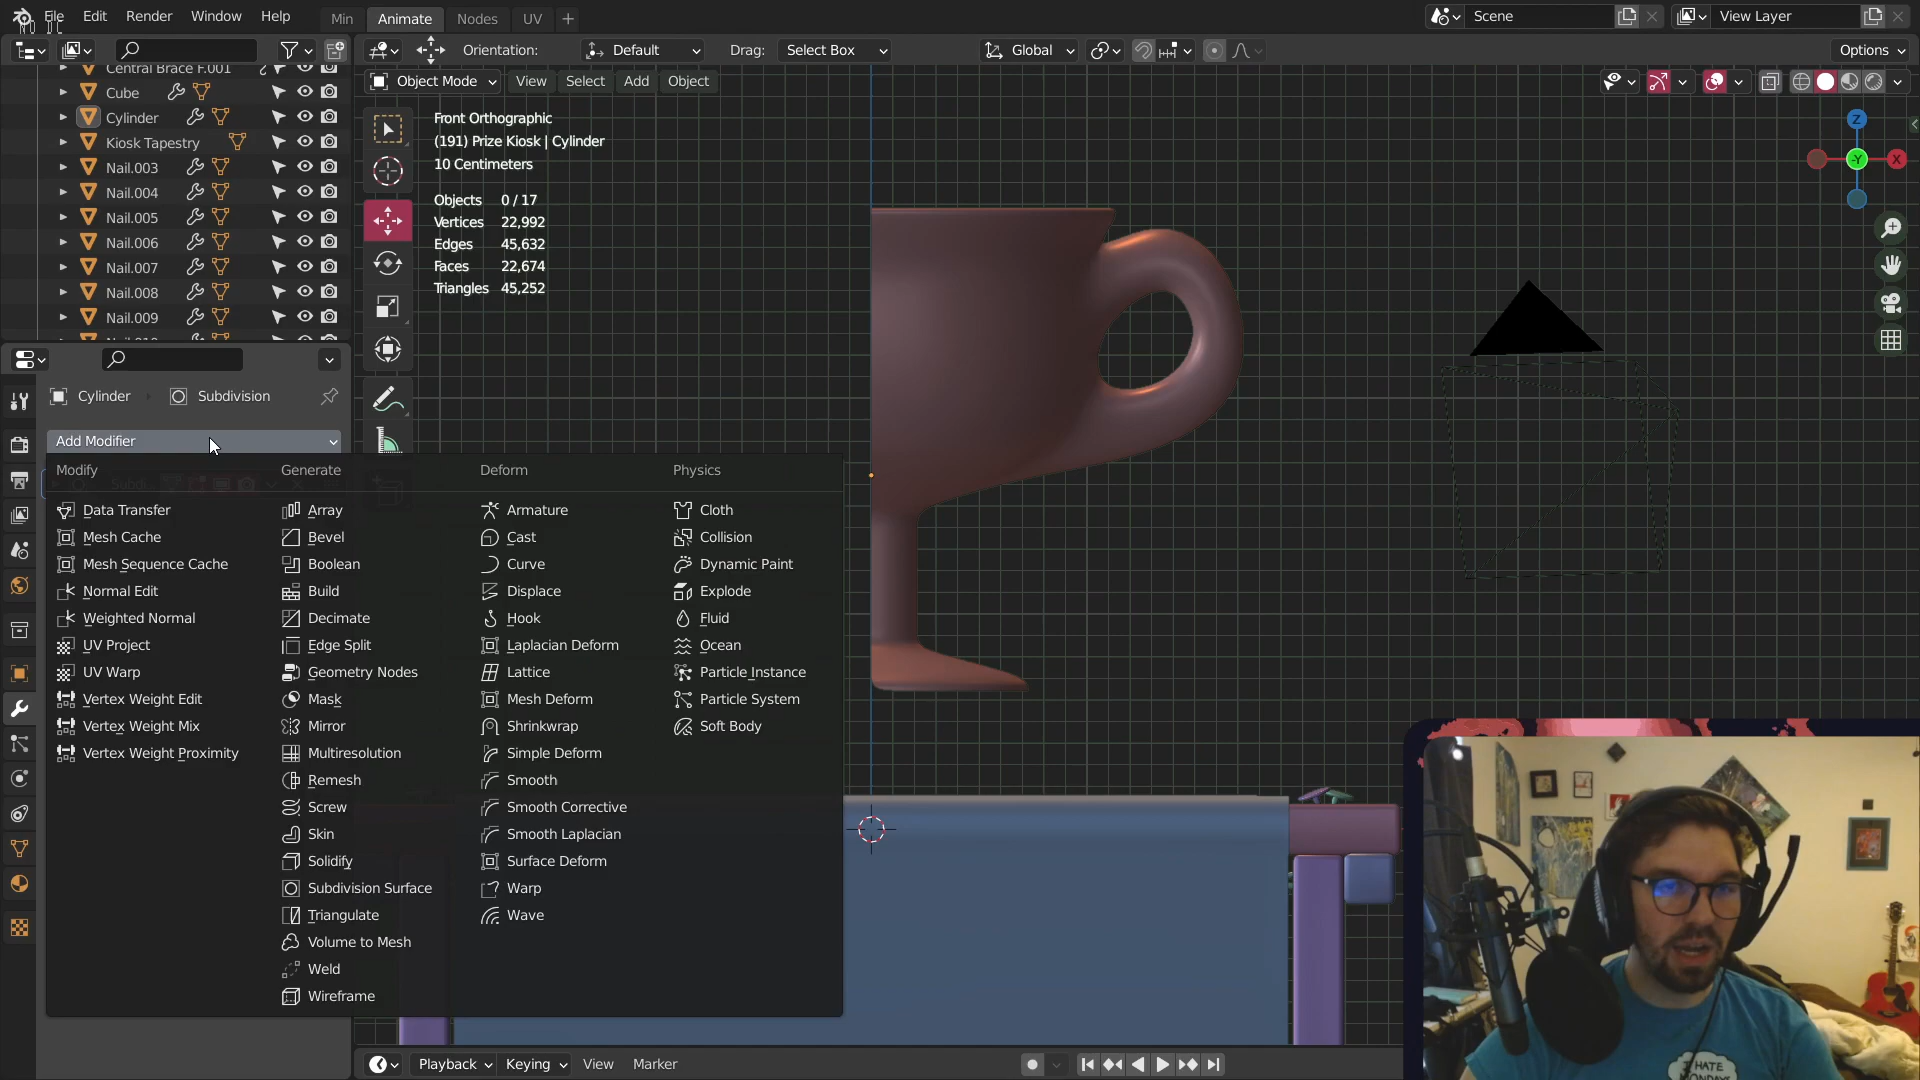 File Edit Render Window Help Min Animate Nodes UV Scene View Layer
Orientation: Default Drag: Select Box Global Options
Object Mode View Select Add Object
Central Brace F.001
Cube
Cylinder
Kiosk Tapestry
Nail.003
Nail.004
Nail.005
Nail.006
Nail.007
Nail.008
Nail.009
Front Orthographic
(191) Prize Kiosk | Cylinder
10 Centimeters
Objects 0 / 17
Vertices 22,992
Edges 45,632
Faces 22,674
Triangles 45,252
Z
-Y
X
Cylinder Subdivision
Add Modifier
Modify
Data Transfer
Mesh Cache
Mesh Sequence Cache
Normal Edit
Weighted Normal
UV Project
UV Warp
Vertex Weight Edit
Vertex Weight Mix
Vertex Weight Proximity
Generate
Array
Bevel
Boolean
Build
Decimate
Edge Split
Geometry Nodes
Mask
Mirror
Multiresolution
Remesh
Screw
Skin
Solidify
Subdivision Surface
Triangulate
Volume to Mesh
Weld
Wireframe
Deform
Armature
Cast
Curve
Displace
Hook
Laplacian Deform
Lattice
Mesh Deform
Shrinkwrap
Simple Deform
Smooth
Smooth Corrective
Smooth Laplacian
Surface Deform
Warp
Wave
Physics
Cloth
Collision
Dynamic Paint
Explode
Fluid
Ocean
Particle Instance
Particle System
Soft Body
Playback Keying View Marker
I HATE
MONDAYS